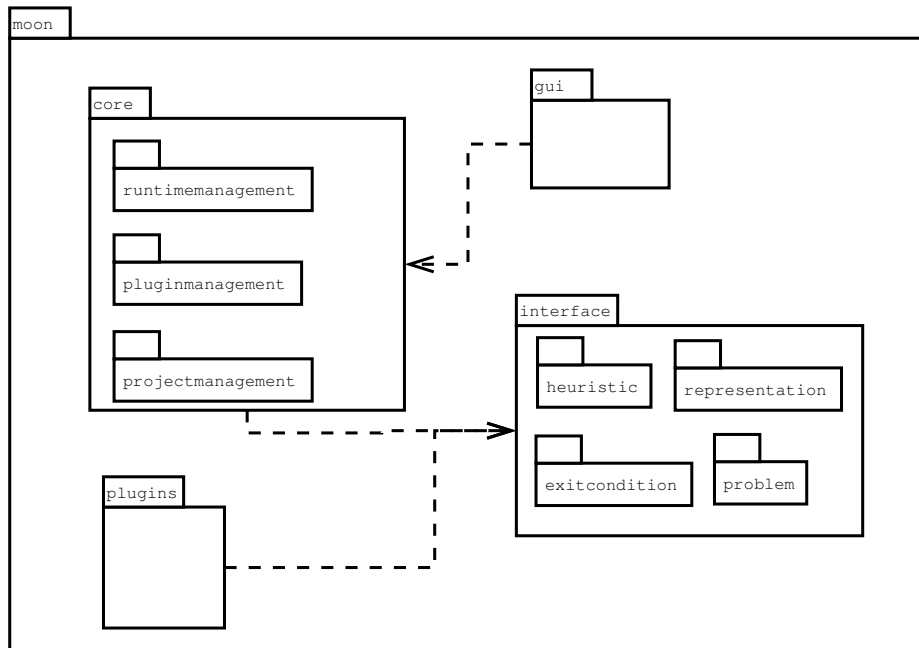 moon
core
runtimemanagement
pluginmanagement
projectmanagement
gui
interface
heuristic
representation
exitcondition
problem
plugins